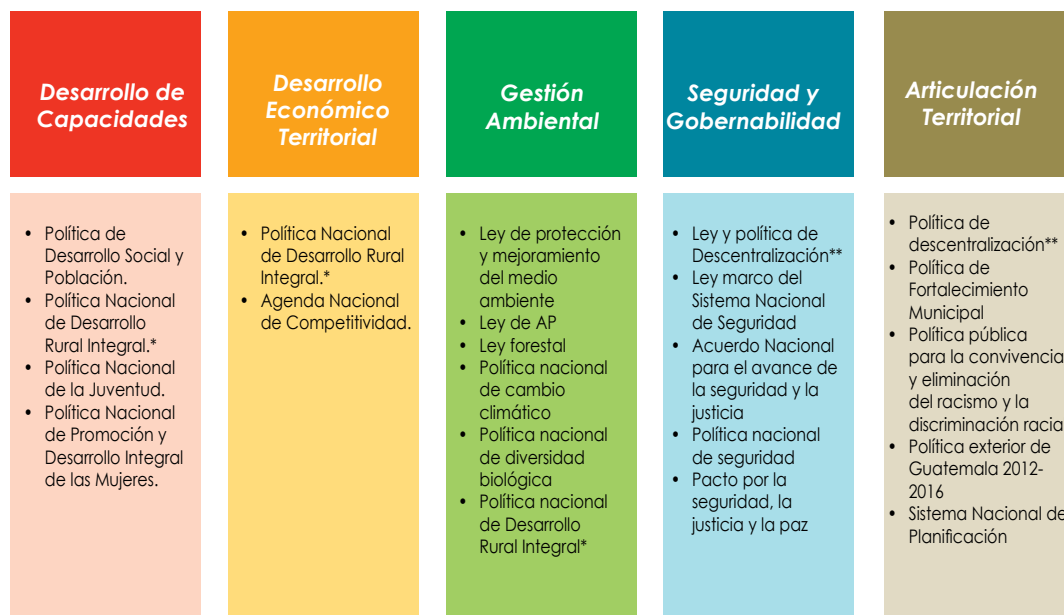 Desarrollo de
Capacidades
Desarrollo
Económico
Territorial
Gestión
Ambiental
Seguridad y
Gobernabilidad
Articulación
Territorial
• Política de
Desarrollo Social y
Población.
• Política Nacional
de Desarrollo
Rural Integral.*
• Política Nacional
de la Juventud.
• Política Nacional
de Promoción y
Desarrollo Integral
de las Mujeres.
• Política Nacional
de Desarrollo Rural
Integral.*
• Agenda Nacional
de Competitividad.
• Ley de protección
y mejoramiento
del medio
ambiente
• Ley de AP
• Ley forestal
• Política nacional
de cambio
climático
• Política nacional
de diversidad
biológica
• Política nacional
de Desarrollo
Rural Integral*
• Ley y política de
Descentralización**
• Ley marco del
Sistema Nacional
de Seguridad
• Acuerdo Nacional
para el avance de
la seguridad y la
justicia
• Política nacional
de seguridad
• Pacto por la
seguridad, la
justicia y la paz
• Política de
descentralización**
• Política de
Fortalecimiento
Municipal
• Política pública
para la convivencia
y eliminación
del racismo y la
discriminación racia
• Política exterior de
Guatemala 2012-
2016
• Sistema Nacional de
Planificación